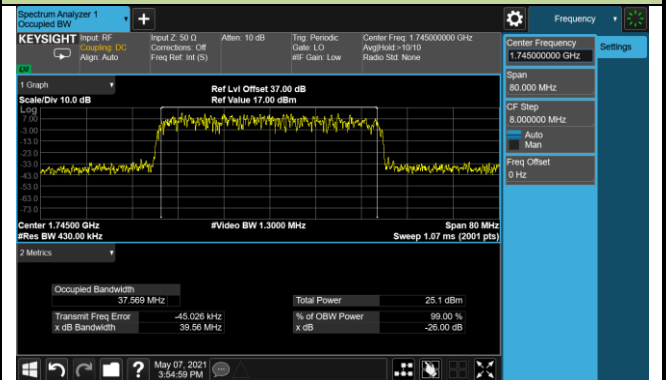 Spectrum Analyzer 1
Occupied BW
+
Frequency
KEYSIGHT
Input: RF
Coupling: DC
Align: Auto
Input Z: 50 Ω
Corrections: Off
Freq Ref: Int (S)
Atten: 10 dB
Trig: Periodic
Gate: LO
#IF Gain: Low
Center Freq: 1.745000000 GHz
Avg|Hold:>10/10
Radio Std: None
1 Graph
Scale/Div 10.0 dB
Ref Lvl Offset 37.00 dB
Ref Value 17.00 dBm
Log
7.00
-3.00
-13.0
-23.0
-33.0
-43.0
-53.0
-63.0
-73.0
Center 1.74500 GHz
#Res BW 430.00 kHz
#Video BW 1.3000 MHz
Span 80 MHz
Sweep 1.07 ms (2001 pts)
2 Metrics
Occupied Bandwidth
37.569 MHz
Transmit Freq Error -45.026 kHz
x dB Bandwidth 39.56 MHz
Total Power 25.1 dBm
% of OBW Power 99.00 %
x dB -26.00 dB
?
May 07, 2021
3:54:59 PM
Center Frequency
1.745000000 GHz
Span
80.000 MHz
CF Step
8.000000 MHz
Auto
Man
Freq Offset
0 Hz
Settings